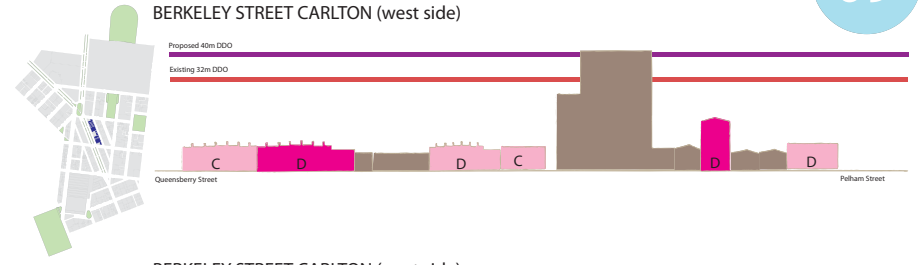 BERKELEY STREET CARLTON (west side)
Proposed 40m DDO
Existing 32m DDO
C
D
D
C
D
D
Queensberry Street
Pelham Street